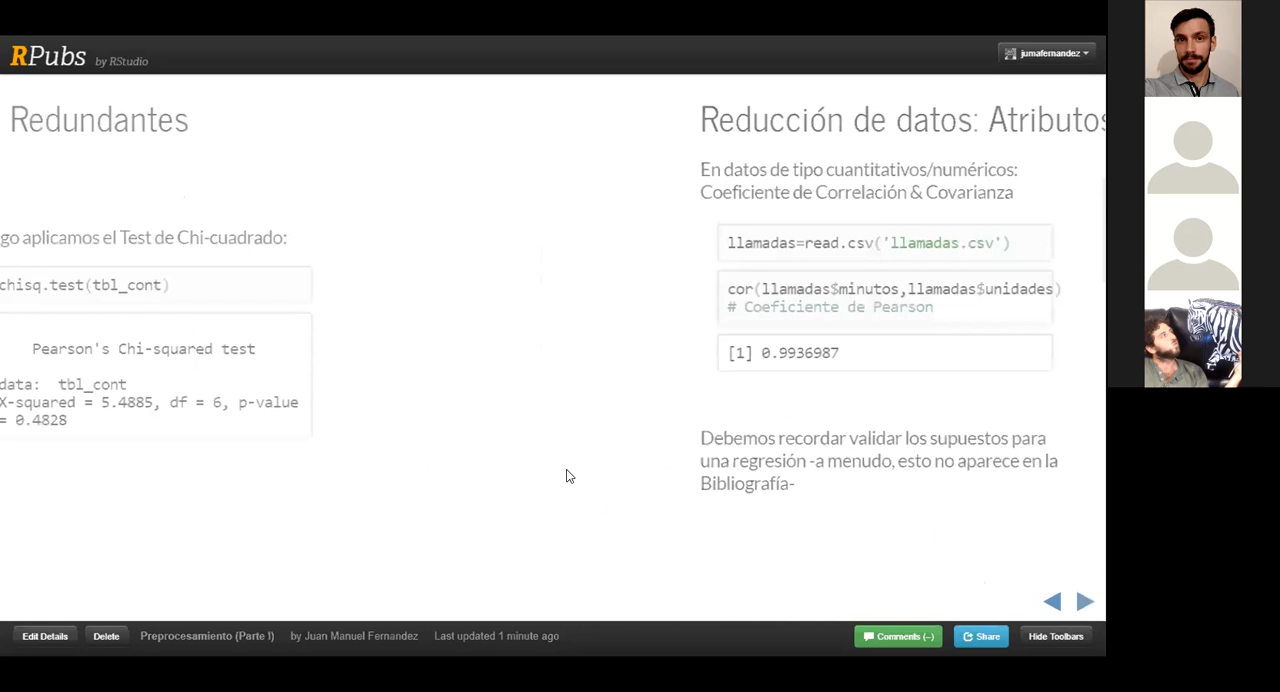 RPubs by RStudio
jumafernandez
Redundantes
go aplicamos el Test de Chi-cuadrado:
chisq.test(tbl_cont)
Pearson's Chi-squared test
data: tbl_cont
X-squared = 5.4885, df = 6, p-value
= 0.4828
Reducción de datos: Atributos
En datos de tipo cuantitativos/numéricos:
Coeficiente de Correlación & Covarianza
llamadas=read.csv('llamadas.csv')
cor(llamadas$minutos,llamadas$unidades)
# Coeficiente de Pearson
[1] 0.9936987
Debemos recordar validar los supuestos para
una regresión -a menudo, esto no aparece en la
Bibliografía-
Edit Details
Delete
Preprocesamiento (Parte I)
by Juan Manuel Fernandez
Last updated 1 minute ago
Comments (–)
Share
Hide Toolbars